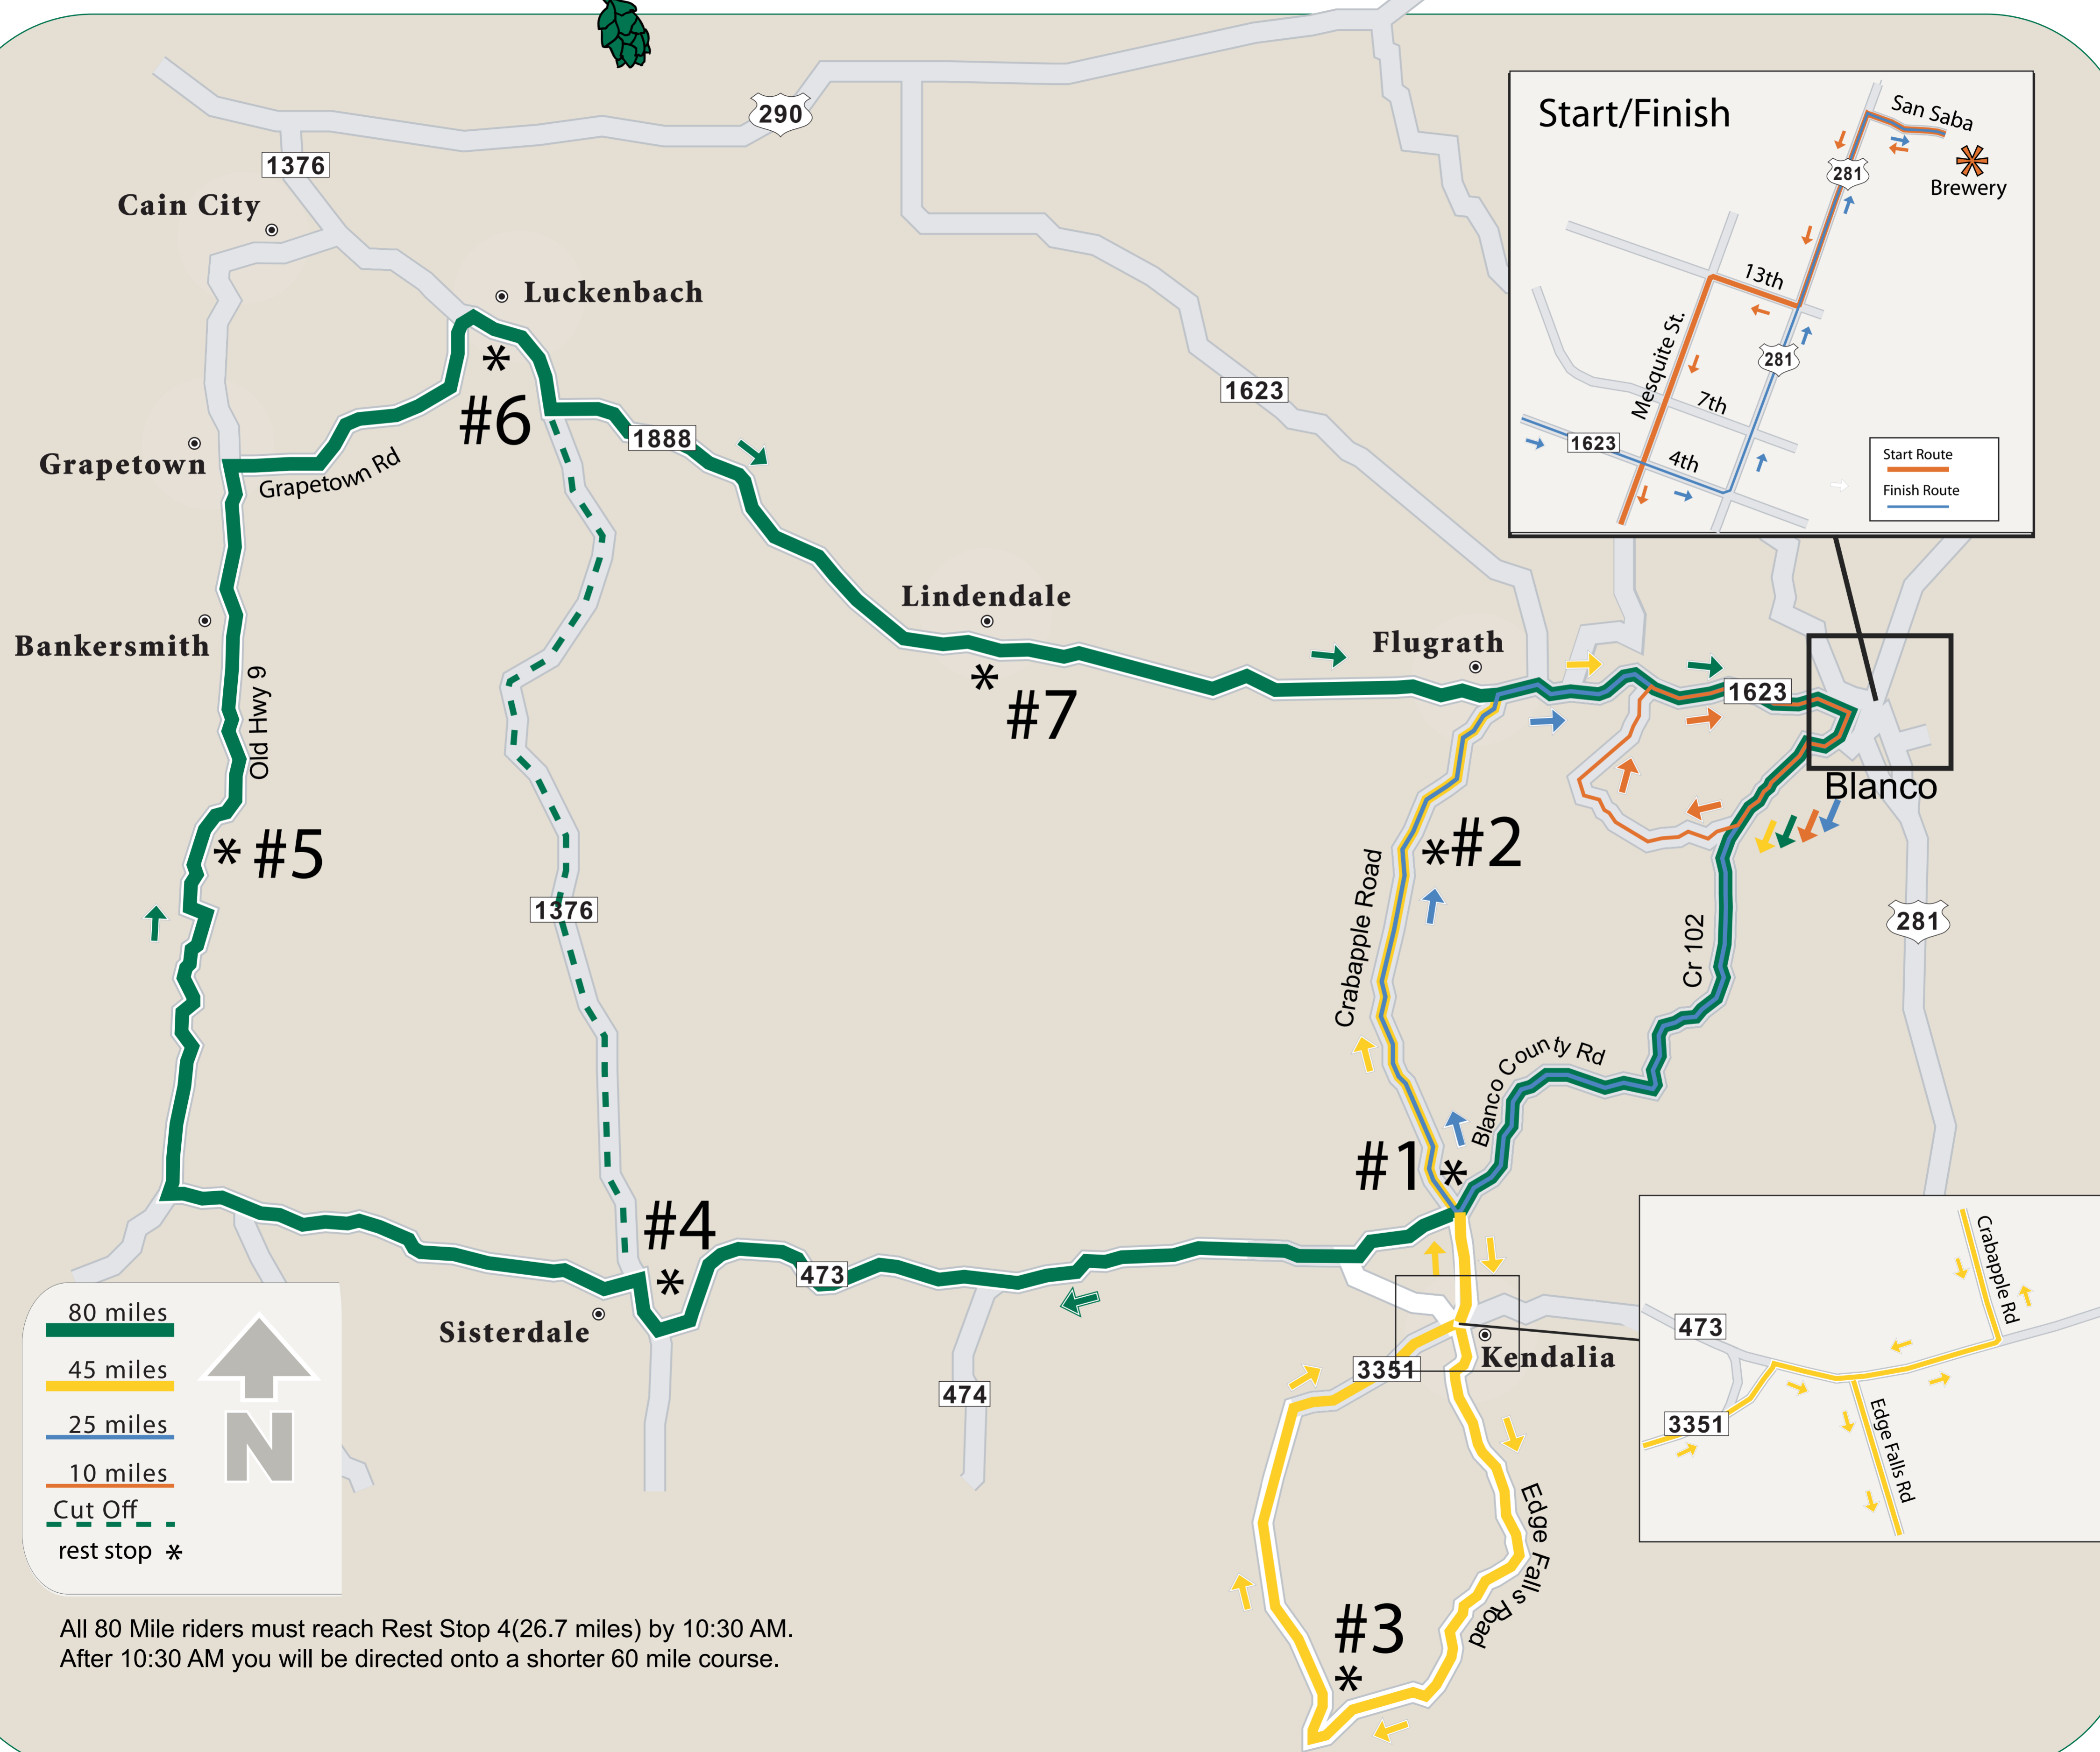 290
1376
Cain City
Luckenbach
Start/Finish
San Saba
281
Brewery
13th
Mesquite St.
281
7th
1623
4th
Start Route
Finish Route
1623
Grapetown
Grapetown Rd
#6
1888
Bankersmith
Old Hwy 9
Lindendale
#7
Flugrath
1623
Blanco
#5
#2
1376
Crabapple Road
Cr 102
281
Blanco County Rd
#1
#4
473
Sisterdale
474
3351
Kendalia
Edge Falls Road
#3
473
3351
Crabapple Rd
Edge Falls Rd
80 miles
45 miles
25 miles
10 miles
Cut Off
rest stop *
N
All 80 Mile riders must reach Rest Stop 4(26.7 miles) by 10:30 AM.
After 10:30 AM you will be directed onto a shorter 60 mile course.